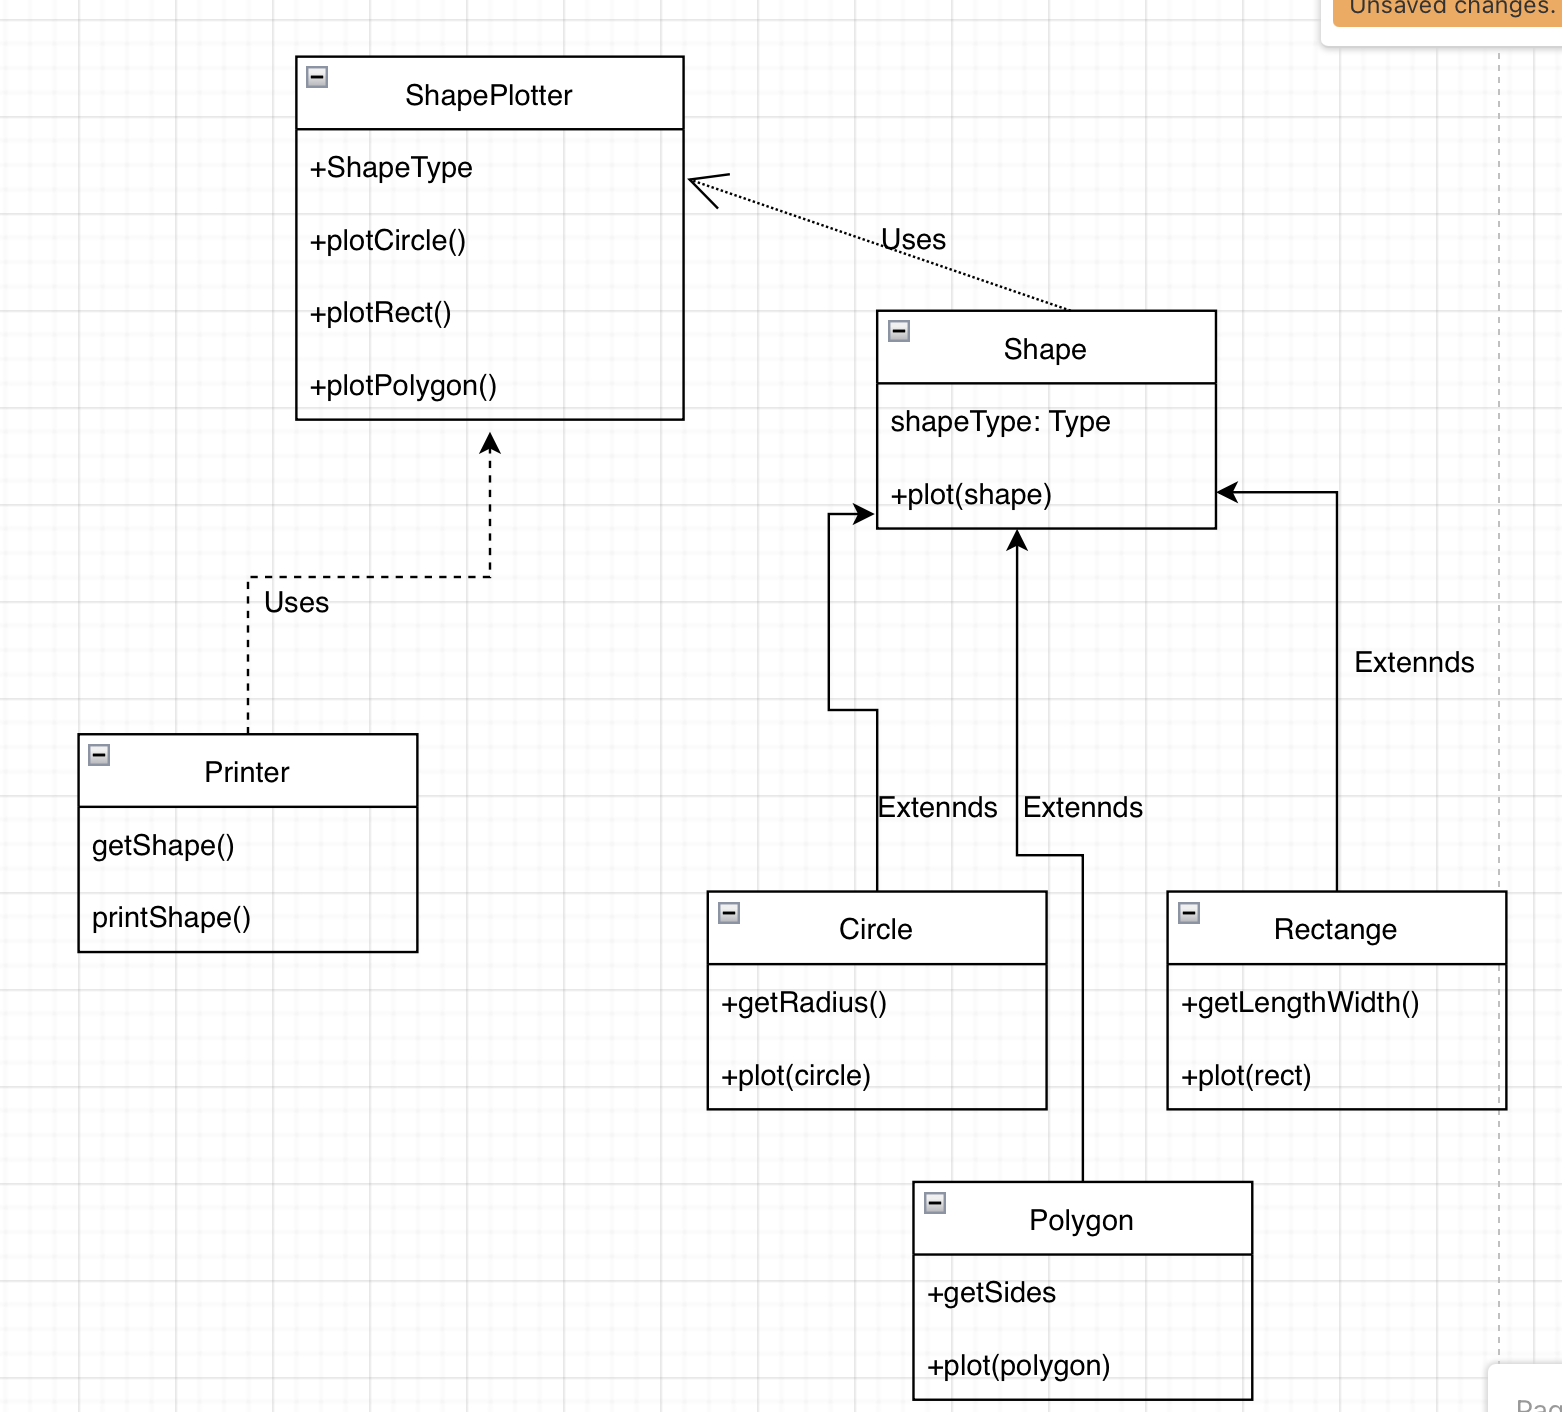 Unsaved changes.
ShapePlotter
+ShapeType
+plotCircle()
+plotRect()
+plotPolygon()
Uses
Shape
shapeType: Type
+plot(shape)
Uses
Extennds
Printer
getShape()
printShape()
Extennds
Extennds
Circle
+getRadius()
+plot(circle)
Rectange
+getLengthWidth()
+plot(rect)
Polygon
+getSides
+plot(polygon)